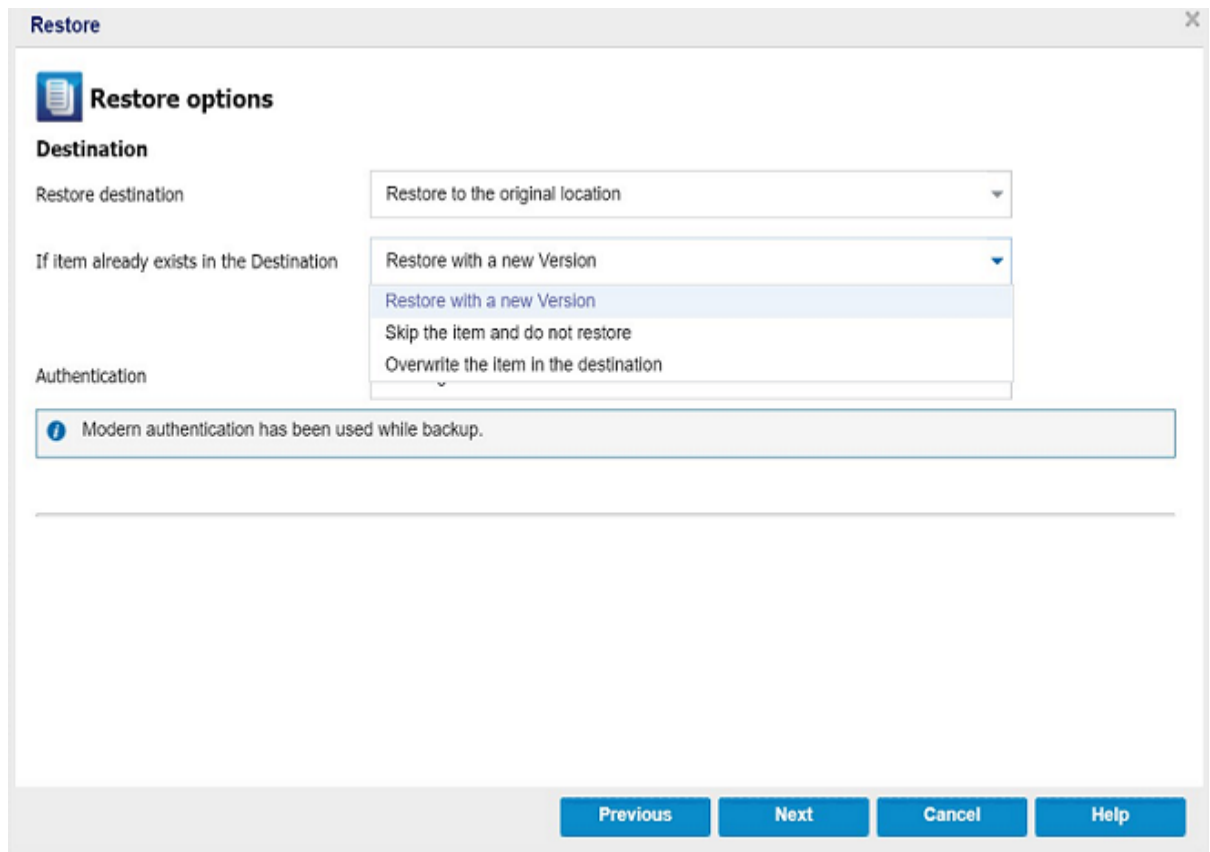 Restore
Restore options
Destination
Restore destination
Restore to the original location
If item already exists in the Destination
Restore with a new Version
Restore with a new Version
Skip the item and do not restore
Overwrite the item in the destination
Authentication
Modern authentication has been used while backup.
Previous
Next
Cancel
Help